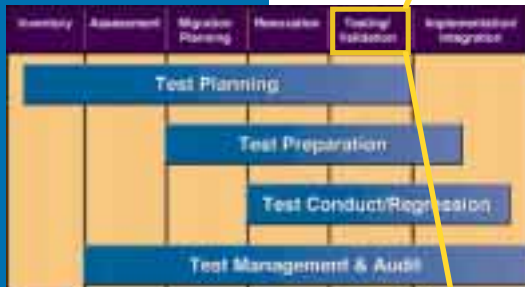 Inventory
Assessment
Migration
Planning
Renovation
Testing/
Validation
Implementation/
Integration
Test Planning
Test Preparation
Test Conduct/Regression
Test Management & Audit